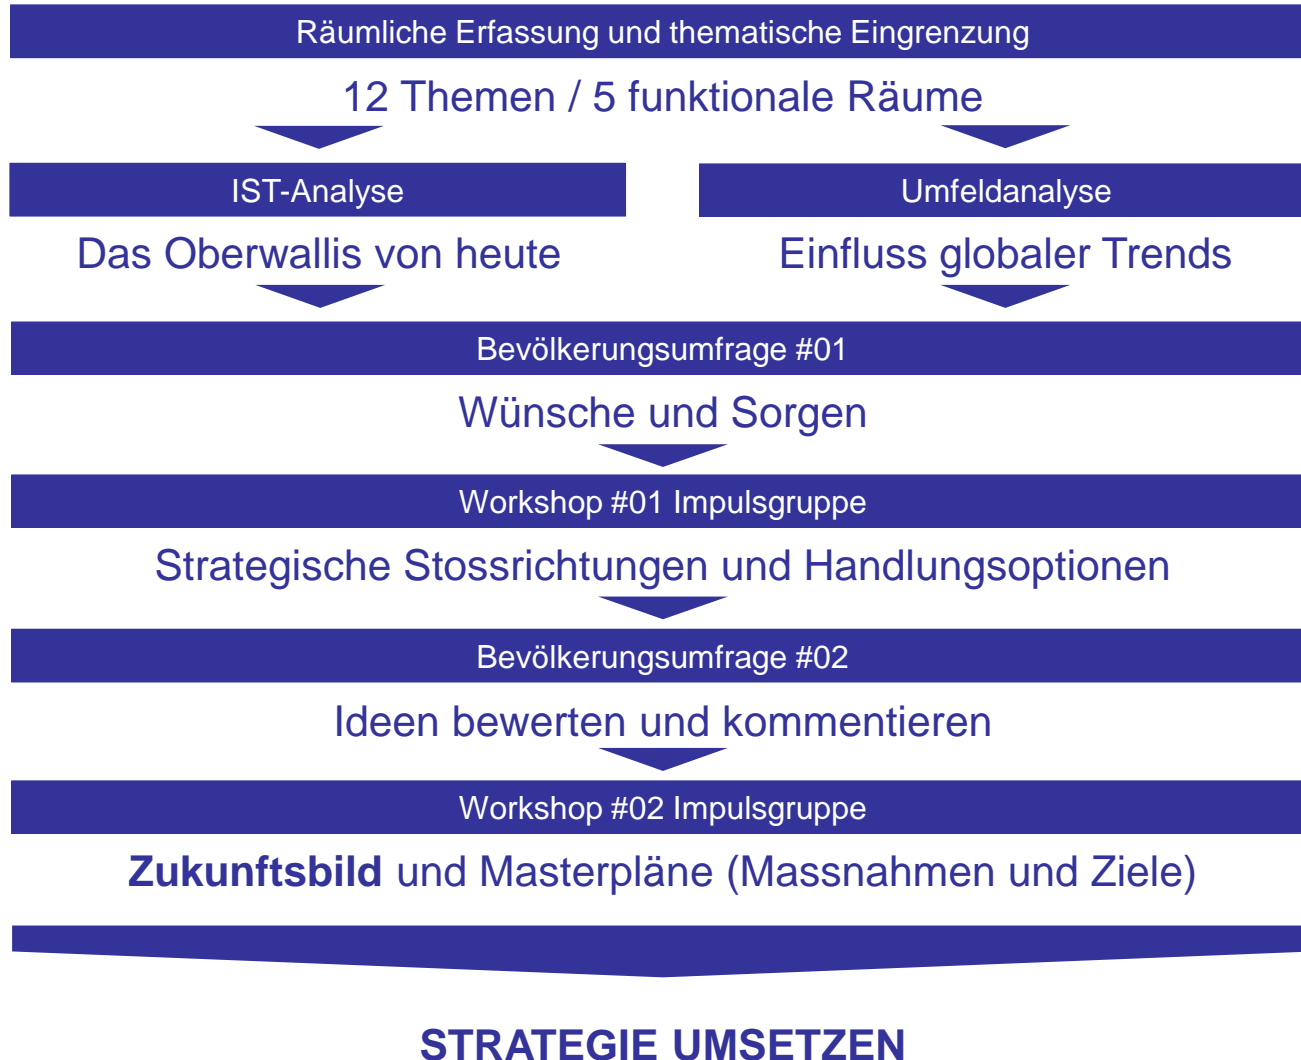 Räumliche Erfassung und thematische Eingrenzung
12 Themen / 5 funktionale Räume
IST-Analyse
Umfeldanalyse
Das Oberwallis von heute
Einfluss globaler Trends
Bevölkerungsumfrage #01
Wünsche und Sorgen
Workshop #01 Impulsgruppe
Strategische Stossrichtungen und Handlungsoptionen
Bevölkerungsumfrage #02
Ideen bewerten und kommentieren
Workshop #02 Impulsgruppe
Zukunftsbild und Masterpläne (Massnahmen und Ziele)
STRATEGIE UMSETZEN